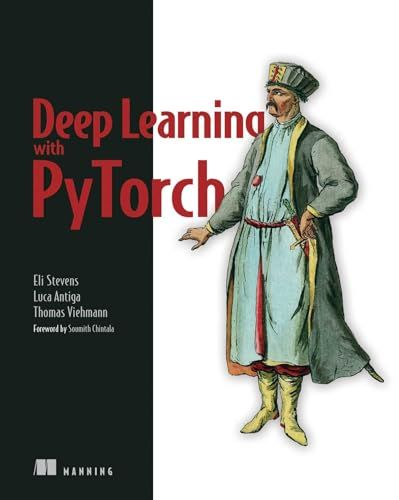 Deep Learning
with
PyTorch
Eli Stevens
Luca Antiga
Thomas Viehmann
Foreword by Soumith Chintala
MANNING